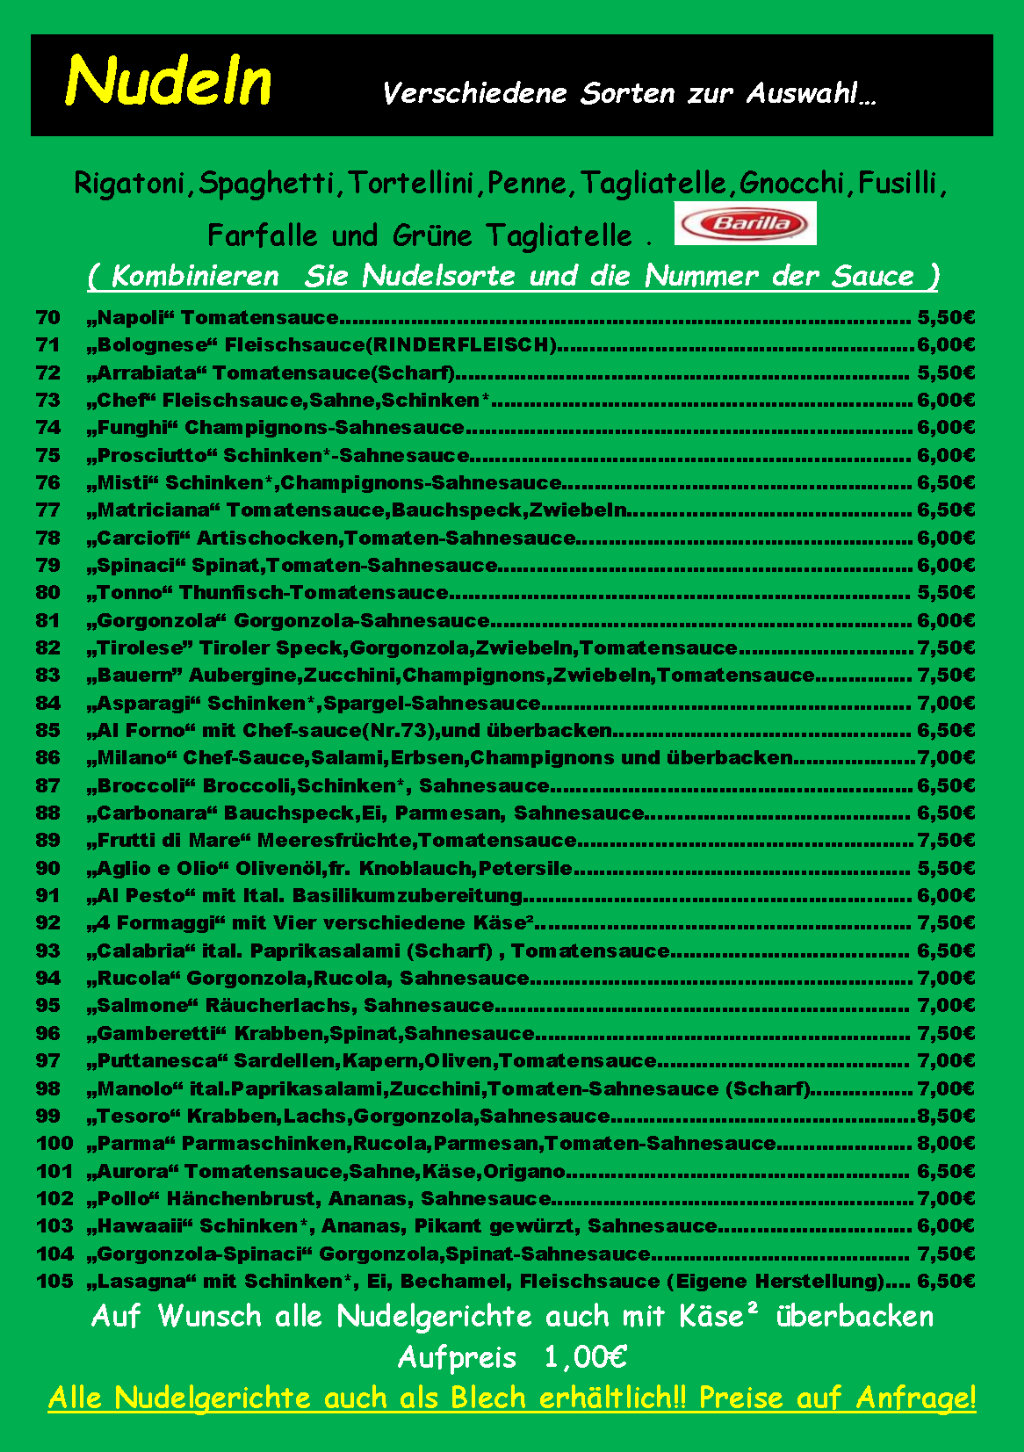 Nudeln Verschiedene Sorten zur Auswahl...
Rigatoni,Spaghetti,Tortellini,Penne,Tagliatelle,Gnocchi,Fusilli,
Farfalle und Grüne Tagliatelle . Barilla
( Kombinieren Sie Nudelsorte und die Nummer der Sauce )
70 „Napoli“ Tomatensauce........ 5,50€
71 „Bolognese“ Fleischsauce(RINDERFLEISCH)........ 6,00€
72 „Arrabiata“ Tomatensauce(Scharf)........ 5,50€
73 „Chef“ Fleischsauce,Sahne,Schinken*........ 6,00€
74 „Funghi“ Champignons-Sahnesauce........ 6,00€
75 „Prosciutto“ Schinken*-Sahnesauce........ 6,00€
76 „Misti“ Schinken*,Champignons-Sahnesauce........ 6,50€
77 „Matriciana“ Tomatensauce,Bauchspeck,Zwiebeln........ 6,50€
78 „Carciofi“ Artischocken,Tomaten-Sahnesauce........ 6,00€
79 „Spinaci“ Spinat,Tomaten-Sahnesauce........ 6,00€
80 „Tonno“ Thunfisch-Tomatensauce........ 5,50€
81 „Gorgonzola“ Gorgonzola-Sahnesauce........ 6,00€
82 „Tirolese” Tiroler Speck,Gorgonzola,Zwiebeln,Tomatensauce........ 7,50€
83 „Bauern” Aubergine,Zucchini,Champignons,Zwiebeln,Tomatensauce........ 7,50€
84 „Asparagi“ Schinken*,Spargel-Sahnesauce........ 7,00€
85 „Al Forno“ mit Chef-sauce(Nr.73),und überbacken........ 6,50€
86 „Milano“ Chef-Sauce,Salami,Erbsen,Champignons und überbacken........ 7,00€
87 „Broccoli“ Broccoli,Schinken*, Sahnesauce........ 6,50€
88 „Carbonara“ Bauchspeck,Ei, Parmesan, Sahnesauce........ 6,50€
89 „Frutti di Mare“ Meeresfrüchte,Tomatensauce........ 7,50€
90 „Aglio e Olio“ Olivenöl,fr. Knoblauch,Petersile........ 5,50€
91 „Al Pesto“ mit Ital. Basilikumzubereitung........ 6,00€
92 „4 Formaggi“ mit Vier verschiedene Käse²........ 7,50€
93 „Calabria“ ital. Paprikasalami (Scharf) , Tomatensauce........ 6,50€
94 „Rucola“ Gorgonzola,Rucola, Sahnesauce........ 7,00€
95 „Salmone“ Räucherlachs, Sahnesauce........ 7,00€
96 „Gamberetti“ Krabben,Spinat,Sahnesauce........ 7,50€
97 „Puttanesca“ Sardellen,Kapern,Oliven,Tomatensauce........ 7,00€
98 „Manolo“ ital.Paprikasalami,Zucchini,Tomaten-Sahnesauce (Scharf)........ 7,00€
99 „Tesoro“ Krabben,Lachs,Gorgonzola,Sahnesauce........ 8,50€
100 „Parma“ Parmaschinken,Rucola,Parmesan,Tomaten-Sahnesauce........ 8,00€
101 „Aurora“ Tomatensauce,Sahne,Käse,Origano........ 6,50€
102 „Pollo“ Hänchenbrust, Ananas, Sahnesauce........ 7,00€
103 „Hawaaii“ Schinken*, Ananas, Pikant gewürzt, Sahnesauce........ 6,00€
104 „Gorgonzola-Spinaci“ Gorgonzola,Spinat-Sahnesauce........ 7,50€
105 „Lasagna“ mit Schinken*, Ei, Bechamel, Fleischsauce (Eigene Herstellung).... 6,50€
Auf Wunsch alle Nudelgerichte auch mit Käse² überbacken
Aufpreis 1,00€
Alle Nudelgerichte auch als Blech erhältlich!! Preise auf Anfrage!